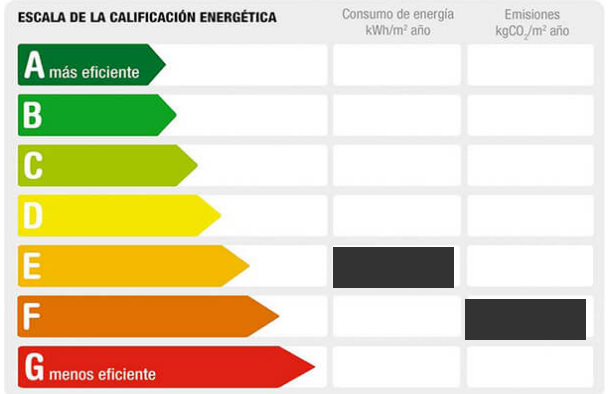 ESCALA DE LA CALIFICACIÓN ENERGÉTICA
Consumo de energía
kWh/m² año
Emisiones
kgCO₂/m² año
A más eficiente
B
C
D
E
F
G menos eficiente